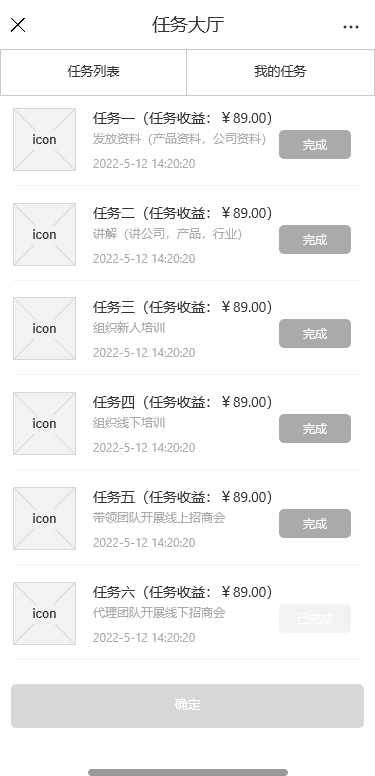 任务大厅
任务列表
我的任务
icon
任务一（任务收益：￥89.00）
发放资料（产品资料，公司资料）
2022-5-12 14:20:20
完成
icon
任务二（任务收益：￥89.00）
讲解（讲公司，产品，行业）
2022-5-12 14:20:20
完成
icon
任务三（任务收益：￥89.00）
组织新人培训
2022-5-12 14:20:20
完成
icon
任务四（任务收益：￥89.00）
组织线下培训
2022-5-12 14:20:20
完成
icon
任务五（任务收益：￥89.00）
带领团队开展线上招商会
2022-5-12 14:20:20
完成
icon
任务六（任务收益：￥89.00）
代理团队开展线下招商会
2022-5-12 14:20:20
已完成
确定